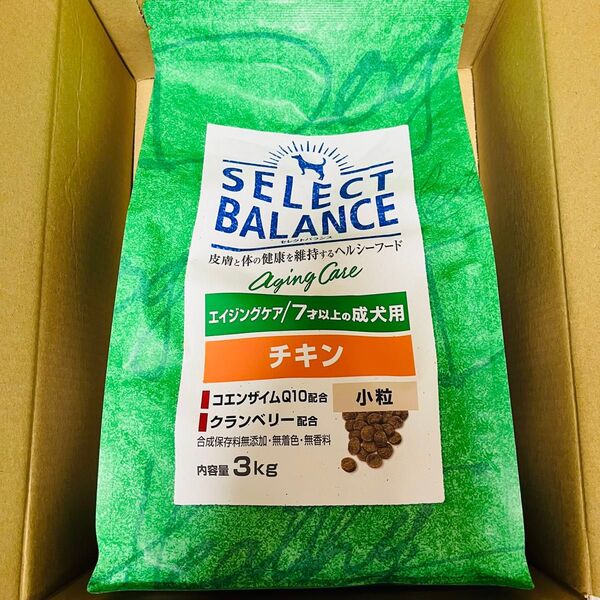 Dog
SELECT
BALANCE
セレクトバランス
皮膚と体の健康を維持するヘルシーフード
aging Care
エイジングケア/7才以上の成犬用
チキン
コエンザイムQ10配合
小粒
クランベリー配合
合成保存料無添加・無着色・無香料
内容量 3kg